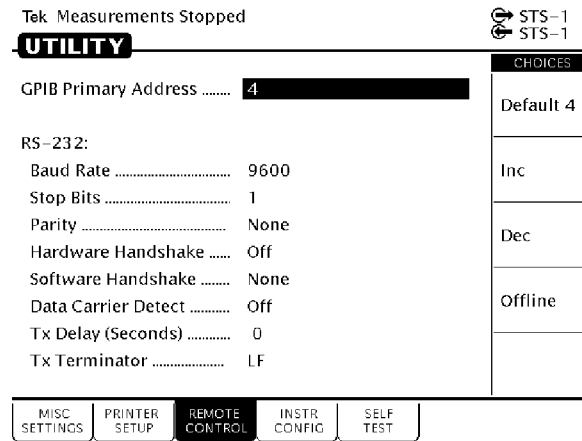 Tek Measurements Stopped
STS-1
STS-1
UTILITY
CHOICES
GPIB Primary Address ........ 4
Default 4
RS-232:
Baud Rate ................................ 9600
Inc
Stop Bits .................................. 1
Parity ....................................... None
Dec
Hardware Handshake ...... Off
Software Handshake ........ None
Data Carrier Detect ........... Off
Offline
Tx Delay (Seconds) ............ 0
Tx Terminator .................... LF
MISC SETTINGS
PRINTER SETUP
REMOTE CONTROL
INSTR CONFIG
SELF TEST